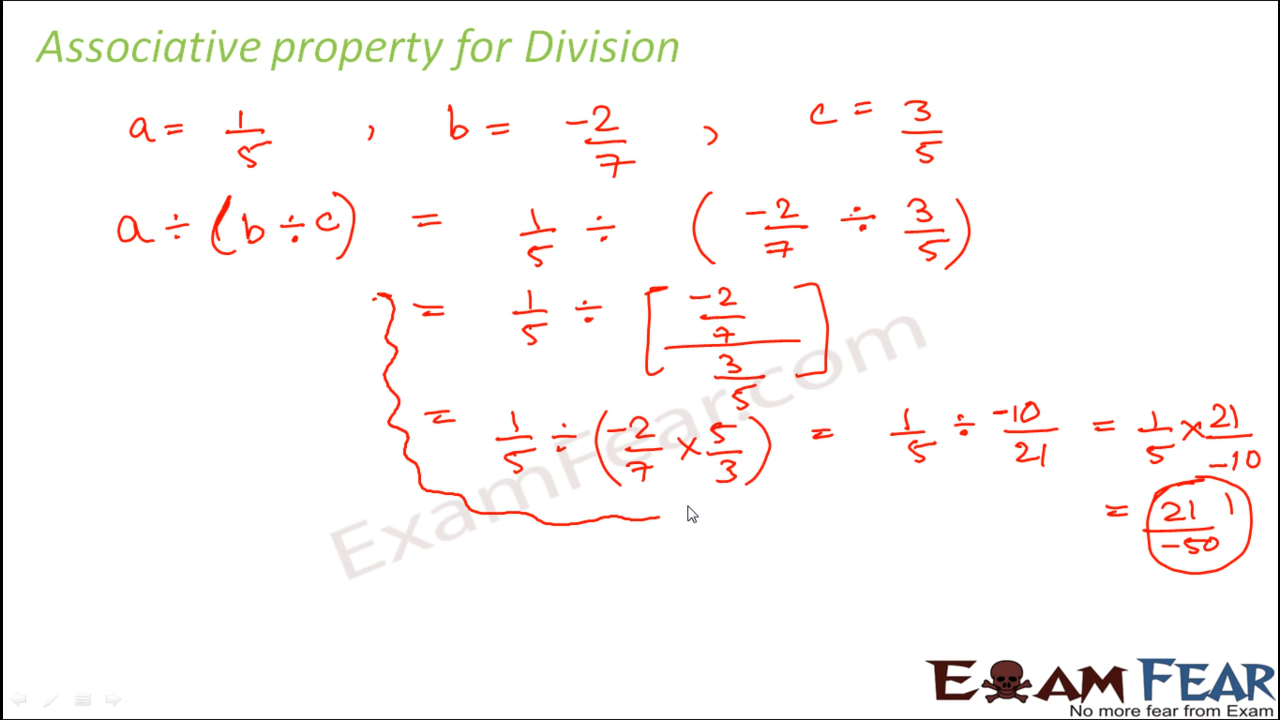 Associative property for Division
a = 1/5 , b = -2/7 , c = 3/5
a ÷ (b ÷ c) = 1/5 ÷ (-2/7 ÷ 3/5)
= 1/5 ÷ [(-2/7)/(3/5)]
= 1/5 ÷ (-2/7 × 5/3) = 1/5 ÷ -10/21 = 1/5 × 21/-10
= 21/-50
ExamFear.com
EXAM FEAR
No more fear from Exam